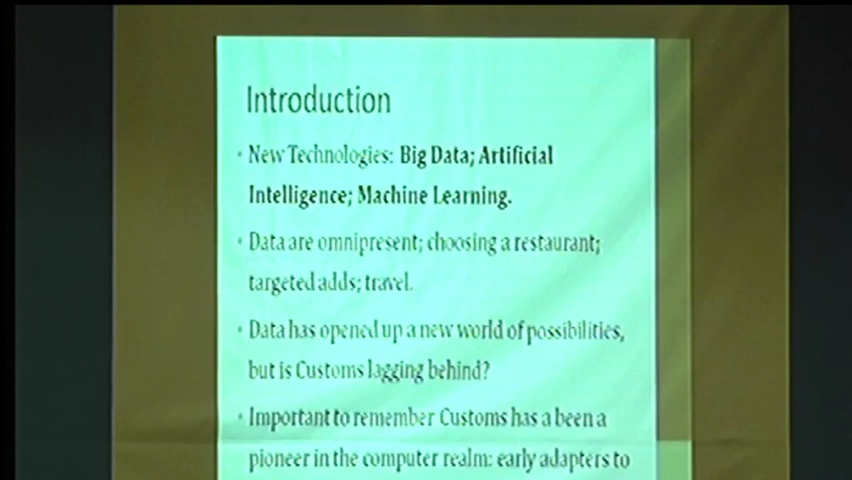 Introduction
• New Technologies: Big Data; Artificial
Intelligence; Machine Learning.
• Data are omnipresent; choosing a restaurant;
targeted adds; travel.
• Data has opened up a new world of possibilities,
but is Customs lagging behind?
• Important to remember Customs has a been a
pioneer in the computer realm: early adapters to